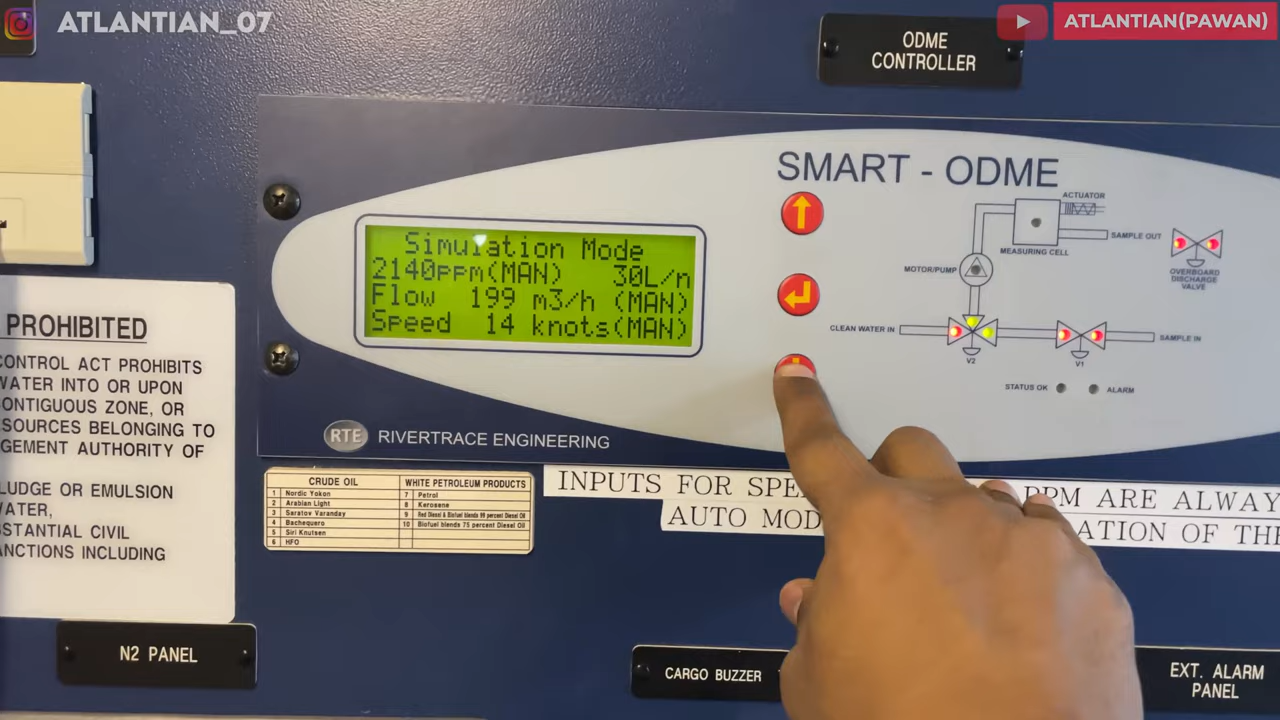 ATLANTIAN_07
ATLANTIAN(PAWAN)
ODME
CONTROLLER
SMART - ODME
ACTUATOR
SAMPLE OUT
MEASURING CELL
OVERBOARD
DISCHARGE
VALVE
MOTOR/PUMP
CLEAN WATER IN
SAMPLE IN
V2
V1
STATUS OK
ALARM
Simulation Mode
2140ppm(MAN) 30L/n
Flow 199 m3/h (MAN)
Speed 14 knots(MAN)
RTE RIVERTRACE ENGINEERING
PROHIBITED
CONTROL ACT PROHIBITS
WATER INTO OR UPON
CONTIGUOUS ZONE, OR
ESOURCES BELONGING TO
AGEMENT AUTHORITY OF
LUDGE OR EMULSION
WATER,
BSTANTIAL CIVIL
ANCTIONS INCLUDING
CRUDE OIL WHITE PETROLEUM PRODUCTS
1 Nordic Yokon 7 Petrol
2 Arabian Light 8 Kerosene
3 Saratov Varanday 9 Red Diesel & Biofuel blends 99 percent Diesel Oil
4 Bachequero 10 Biofuel blends 75 percent Diesel Oil
5 Siri Knutsen
6 HFO
INPUTS FOR SPE PPM ARE ALWAY
AUTO MOD ATION OF THE
N2 PANEL
CARGO BUZZER
EXT. ALARM
PANEL